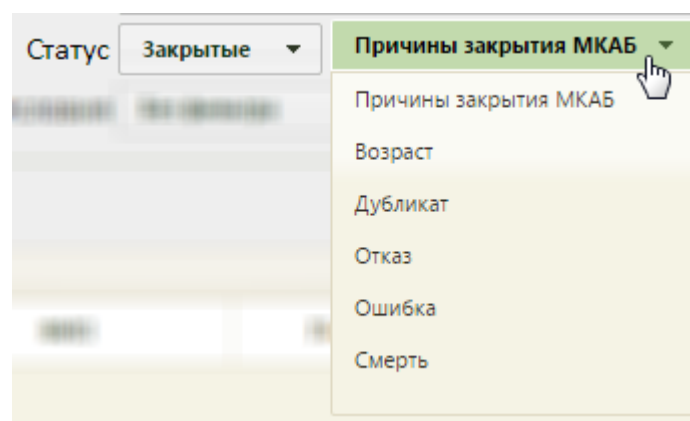 Статус Закрытые Причины закрытия МКАБ
Причины закрытия МКАБ
Возраст
Дубликат
Отказ
Ошибка
Смерть